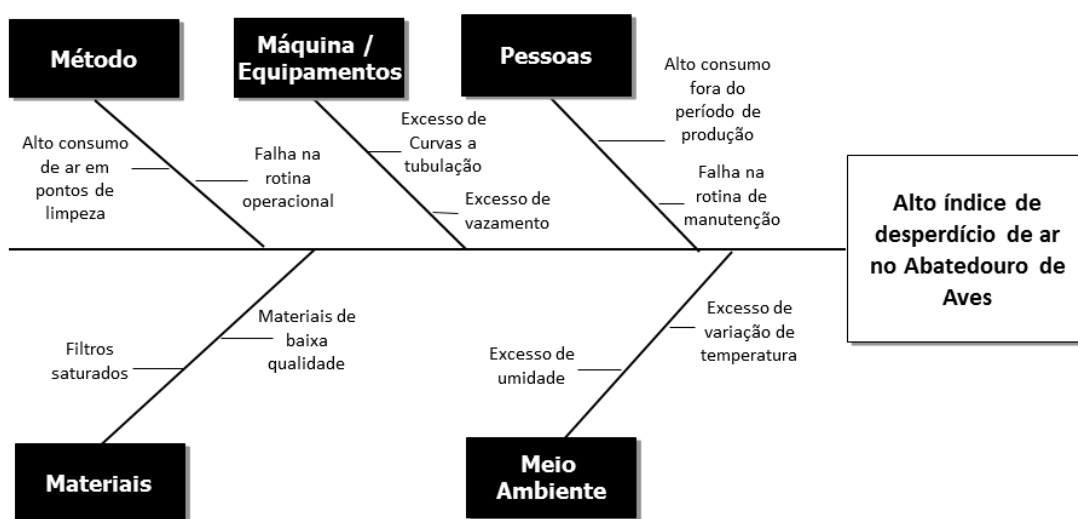 Método
Máquina /
Equipamentos
Pessoas
Alto consumo
de ar em
pontos de
limpeza
Falha na
rotina
operacional
Excesso de
Curvas a
tubulação
Excesso de
vazamento
Alto consumo
fora do
período de
produção
Falha na
rotina de
manutenção
Alto índice de
desperdício de ar
no Abatedouro de
Aves
Filtros
saturados
Materiais de
baixa
qualidade
Excesso de
umidade
Excesso de
variação de
temperatura
Materiais
Meio
Ambiente